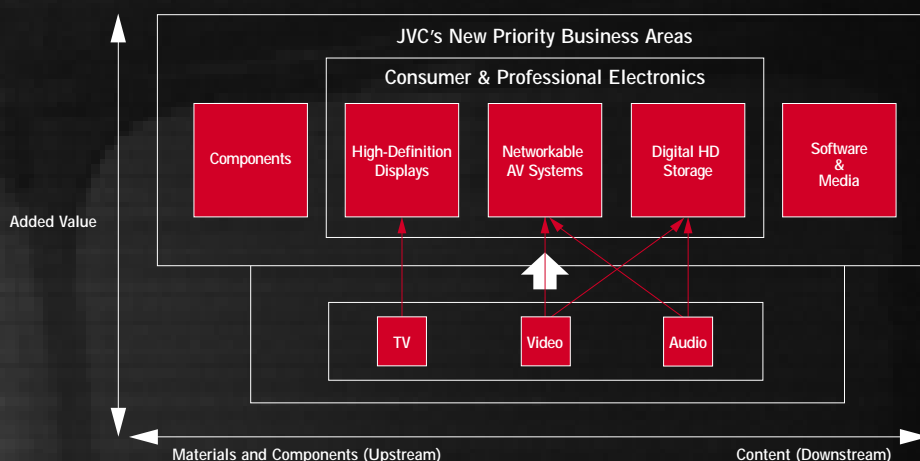 JVC's New Priority Business Areas
Consumer & Professional Electronics
Components
High-Definition
Displays
Networkable
AV Systems
Digital HD
Storage
Software
&
Media
Added Value
TV
Video
Audio
Materials and Components (Upstream)
Content (Downstream)